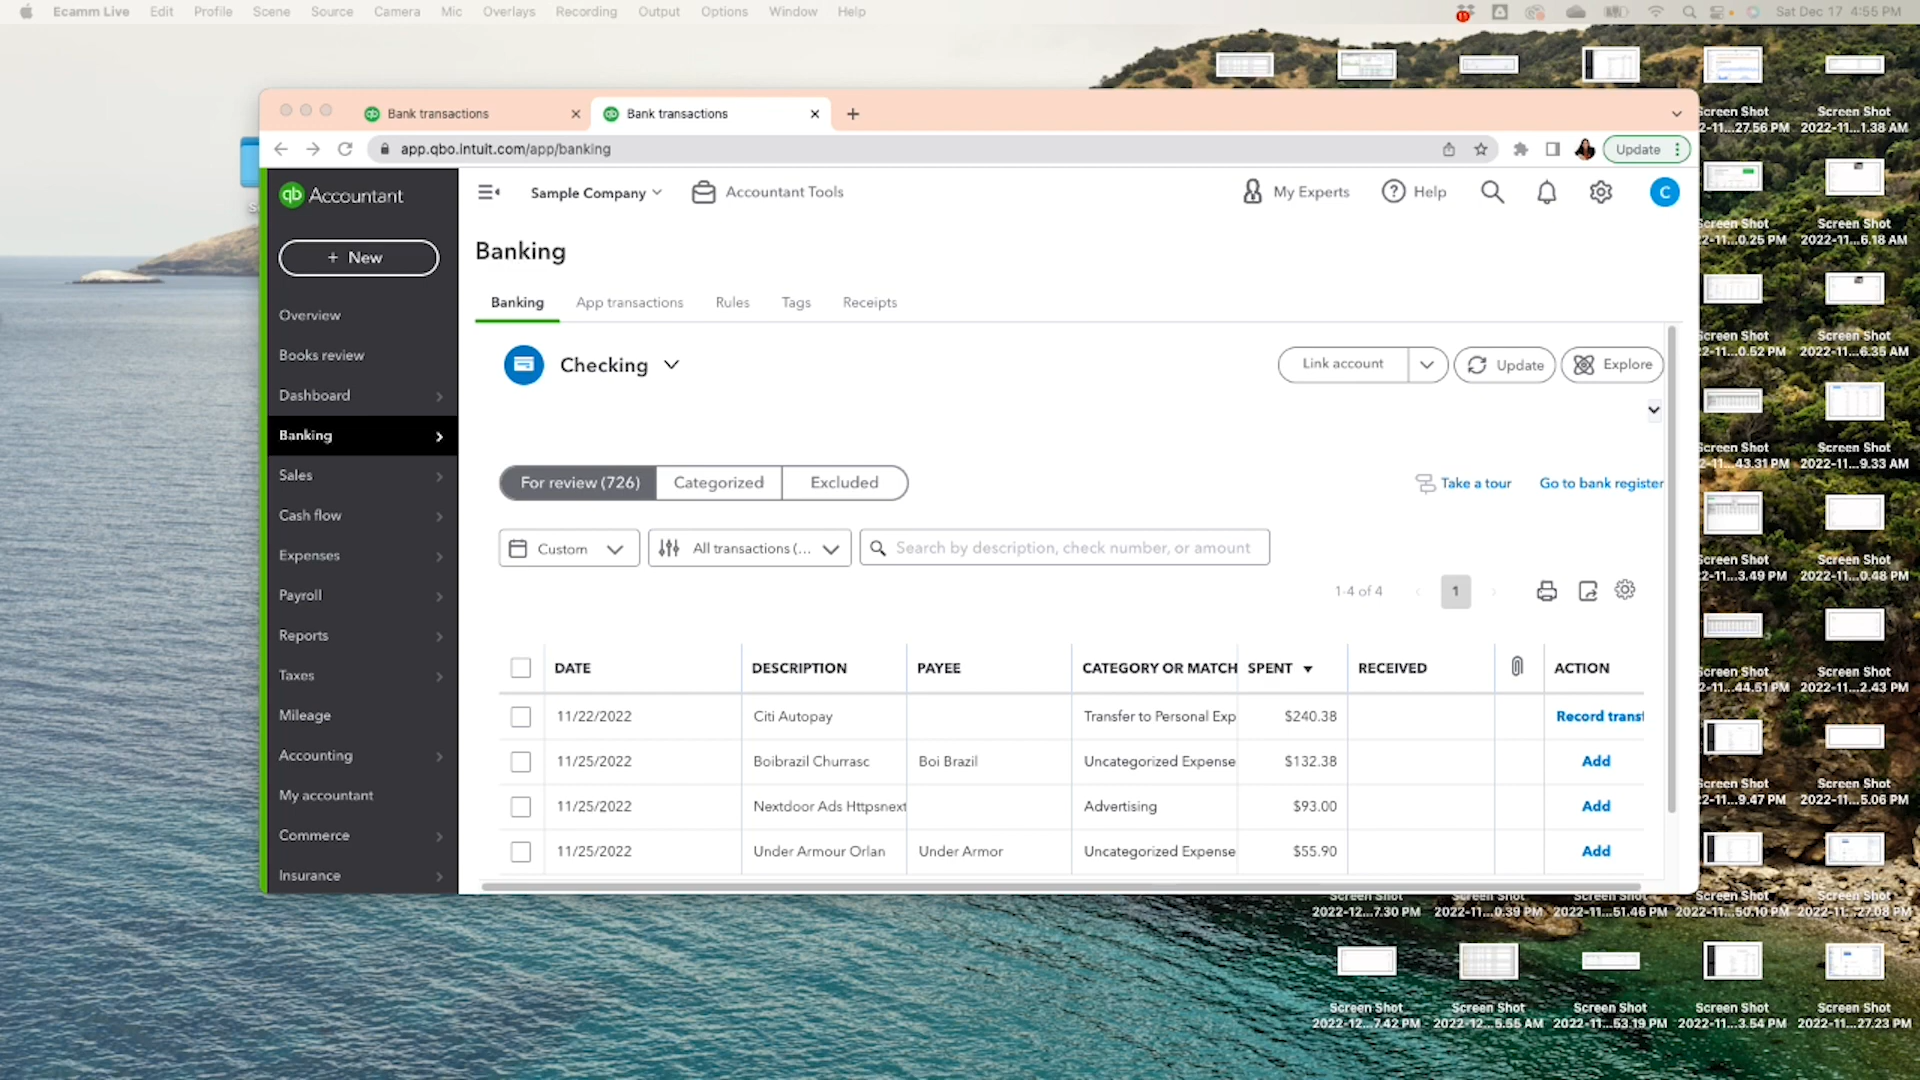 Ecamm Live Edit Profile Scene Source Camera Mic Overlays Recording Output Options Window Help Sat Dec 17 4:55 PM
Bank transactions
Bank transactions
app.qbo.intuit.com/app/banking
Update
qb Accountant
Sample Company
Accountant Tools
My Experts
Help
C
+ New
Banking
Banking App transactions Rules Tags Receipts
Overview
Books review
Dashboard
Banking
Sales
Cash flow
Expenses
Payroll
Reports
Taxes
Mileage
Accounting
My accountant
Commerce
Insurance
Checking
Link account
Update
Explore
For review (726) Categorized Excluded
Take a tour
Go to bank register
Custom
All transactions (...
Search by description, check number, or amount
1-4 of 4
1
DATE DESCRIPTION PAYEE CATEGORY OR MATCH SPENT RECEIVED ACTION
11/22/2022 Citi Autopay Transfer to Personal Exp $240.38 Record transf
11/25/2022 Boibrazil Churrasc Boi Brazil Uncategorized Expense $132.38 Add
11/25/2022 Nextdoor Ads Httpsnext Advertising $93.00 Add
11/25/2022 Under Armour Orlan Under Armor Uncategorized Expense $55.90 Add
Screen Shot Screen Shot
2-11...27.56 PM 2022-11...1.38 AM
Screen Shot Screen Shot
2-11...0.25 PM 2022-11...6.18 AM
Screen Shot Screen Shot
2-11...0.52 PM 2022-11...6.35 AM
Screen Shot Screen Shot
2-11...43.31 PM 2022-11...9.33 AM
Screen Shot Screen Shot
2-11...3.49 PM 2022-11...0.48 PM
Screen Shot Screen Shot
2-11...44.51 PM 2022-11...2.43 PM
Screen Shot Screen Shot
2-11...9.47 PM 2022-11...5.06 PM
Screen Shot Screen Shot Screen Shot Screen Shot Screen Shot
2022-12...7.30 PM 2022-11...0.39 PM 2022-11...51.46 PM 2022-11...50.10 PM 2022-11...27.08 PM
Screen Shot Screen Shot Screen Shot Screen Shot Screen Shot
2022-12...7.42 PM 2022-12...5.55 AM 2022-11...53.19 PM 2022-11...3.54 PM 2022-11...27.23 PM